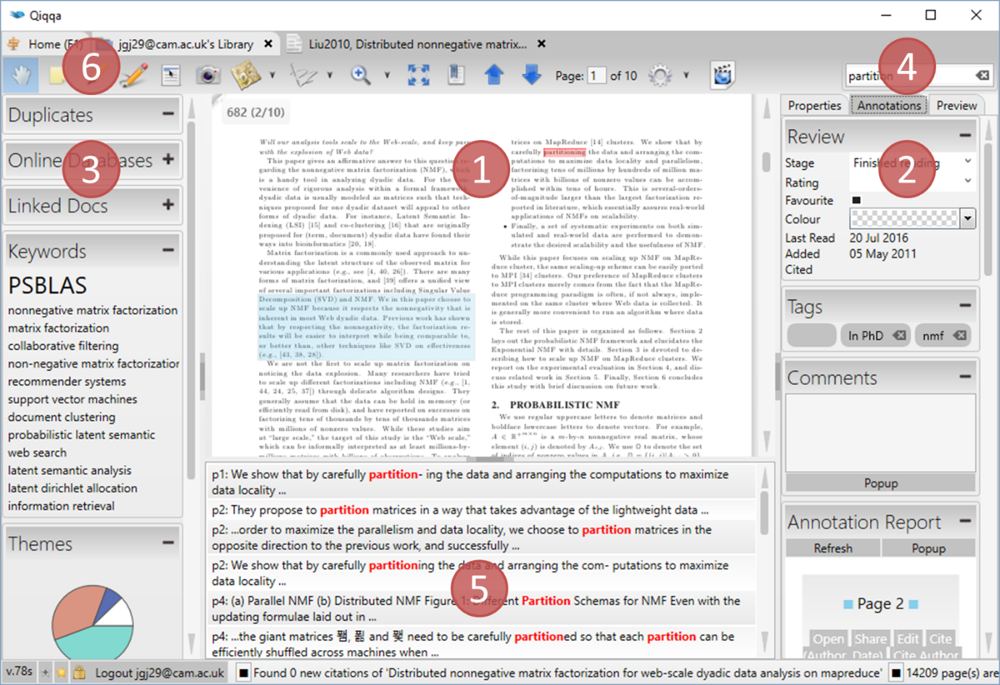 Qiqqa
Home (F1)
jgj29@cam.ac.uk's Library
Liu2010, Distributed nonnegative matrix...
6
Page: 1 of 10
partition
4
Duplicates
Online Databases
3
Linked Docs
Keywords
PSBLAS
nonnegative matrix factorization
matrix factorization
collaborative filtering
non-negative matrix factorization
recommender systems
support vector machines
document clustering
probabilistic latent semantic
web search
latent semantic analysis
latent dirichlet allocation
information retrieval
Themes
682 (2/10)
Will our analysis tools scale to the Web-scale, and keep pace
with the explosion of Web data?
This paper gives an affirmative answer to this question re-
garding the nonnegative matrix factorization (NMF), which
is a handy tool in analyzing dyadic data. For the con-
venience of rigorous analysis within a formal framework,
dyadic data is usually modeled as matrices such that tech-
niques proposed for one dyadic dataset will appeal to other
forms of dyadic data. For instance, Latent Semantic In-
dexing (LSI) [15] and co-clustering [16] that are originally
proposed for (term, document) dyadic data have found their
ways into bioinformatics [20, 18].
Matrix factorization is a commonly used approach to un-
derstanding the latent structure of the observed matrix for
various applications (e.g., see [4, 40, 26]). There are many
forms of matrix factorization, and [39] offers a unified view
of several important factorizations including Singular Value
Decomposition (SVD) and NMF. We in this paper choose to
scale up NMF because it respects the nonnegativity that is
inherent in most Web dyadic data. Previous work has shown
that by respecting the nonnegativity, the factorization re-
sults will be easier to interpret while being comparable to,
or better than, other techniques like SVD on effectiveness
(e.g., [43, 38, 28]).
We are not the first to scale up matrix factorization on
noticing the data explosion. Many researchers have tried
to scale up different factorizations including NMF (e.g., [1,
44, 24, 25, 37]) through delicate algorithm designs. They
generally assume that the data can be held in memory (or
efficiently read from disk), and have reported on successes on
factorizing tens of thousands by tens of thousands matrices
with millions of nonzero values. While these studies aim
at "large scale," the target of this study is the "Web scale,"
which can be informally interpreted as at least millions-by-
millions matrices with billions of observations. To analyze
1
trices on MapReduce [14] clusters. We show that by
carefully partitioning the data and arranging the com-
putations to maximize data locality and parallelism,
factorizing tens of millions by hundreds of million ma-
trices with billions of nonzero values can be accom-
plished within tens of hours. This is several-orders-
of-magnitude larger than the largest factorization re-
ported in literature, which essentially assures real-world
applications of NMFs on scalability.
• Finally, a set of systematic experiments on both sim-
ulated and real-world data are performed to demon-
strate the desired scalability and the usefulness of NMF.
While this paper focuses on scaling up NMF on MapRe-
duce cluster, the same scaling-up scheme can be easily ported
to MPI [34] clusters. Our preference of MapReduce clusters
to MPI clusters merely comes from the fact that the MapRe-
duce programming paradigm is often, if not always, imple-
mented on the same cluster where Web data is collected. It
is generally more convenient to run an algorithm where data
is stored.
The rest of this paper is organized as follows. Section 2
lays out the probabilistic NMF framework and elucidates the
Exponential NMF with details. Section 3 is devoted to de-
scribing how to scale up NMF on MapReduce clusters. We
report on the experimental evaluation in Section 4, and dis-
cuss related work in Section 5. Finally, Section 6 concludes
this study with brief discussion on future work.
2. PROBABILISTIC NMF
We use regular uppercase letters to denote matrices and
boldface lowercase letters to denote vectors. For example,
is a m-by-n nonnegative real matrix, whose
element (i, j) is denoted by A i,j. We use O to denote the set
of indices of nonzero values in A
p1: We show that by carefully partition- ing the data and arranging the computations to maximize
data locality ...
p2: They propose to partition matrices in a way that takes advantage of the lightweight data ...
p2: ...order to maximize the parallelism and data locality, we choose to partition matrices in the
opposite direction to the previous work, and successfully ...
p2: We show that by carefully partitioning the data and arranging the com- putations to maximize
data locality ...
5
p4: (a) Parallel NMF (b) Distributed NMF Figure 1: Different Partition Schemas for NMF Even with the
updating formulae laid out in ...
p4: ...the giant matrices and need to be carefully partitioned so that each partition can be
efficiently shuffled across machines when ...
Properties
Annotations
Preview
Review
Stage Finished reading
2
Rating
Favourite
Colour
Last Read 20 Jul 2016
Added 05 May 2011
Cited
Tags
In PhD
nmf
Comments
Popup
Annotation Report
Refresh
Popup
Page 2
Open Share Edit Cite
(Author, Date) Cite Author
v.78s
Logout jgj29@cam.ac.uk
Found 0 new citations of 'Distributed nonnegative matrix factorization for web-scale dyadic data analysis on mapreduce'
14209 page(s) are